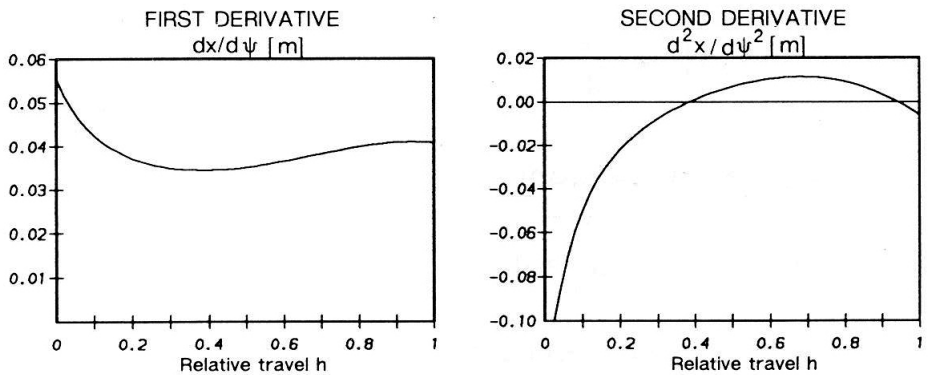 FIRST DERIVATIVE
dx/dψ [m]
0.06
0.05
0.04
0.03
0.02
0.01
0 0.2 0.4 0.6 0.8 1
Relative travel h
SECOND DERIVATIVE
d²x/dψ² [m]
0.02
0.00
-0.02
-0.04
-0.06
-0.08
-0.10
0 0.2 0.4 0.6 0.8 1
Relative travel h